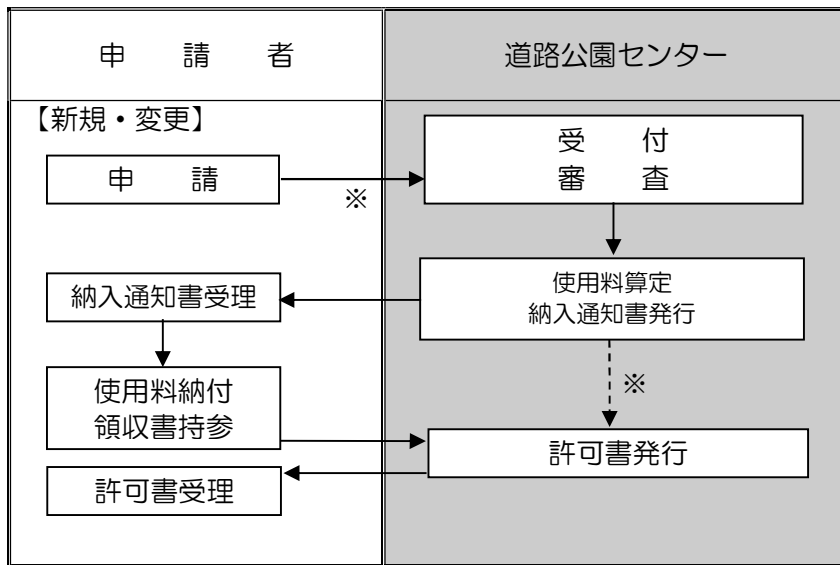 申　請　者
道路公園センター
【新規・変更】
申　請
※
受　付
審　査
納入通知書受理
使用料算定
納入通知書発行
※
使用料納付
領収書持参
許可書発行
許可書受理